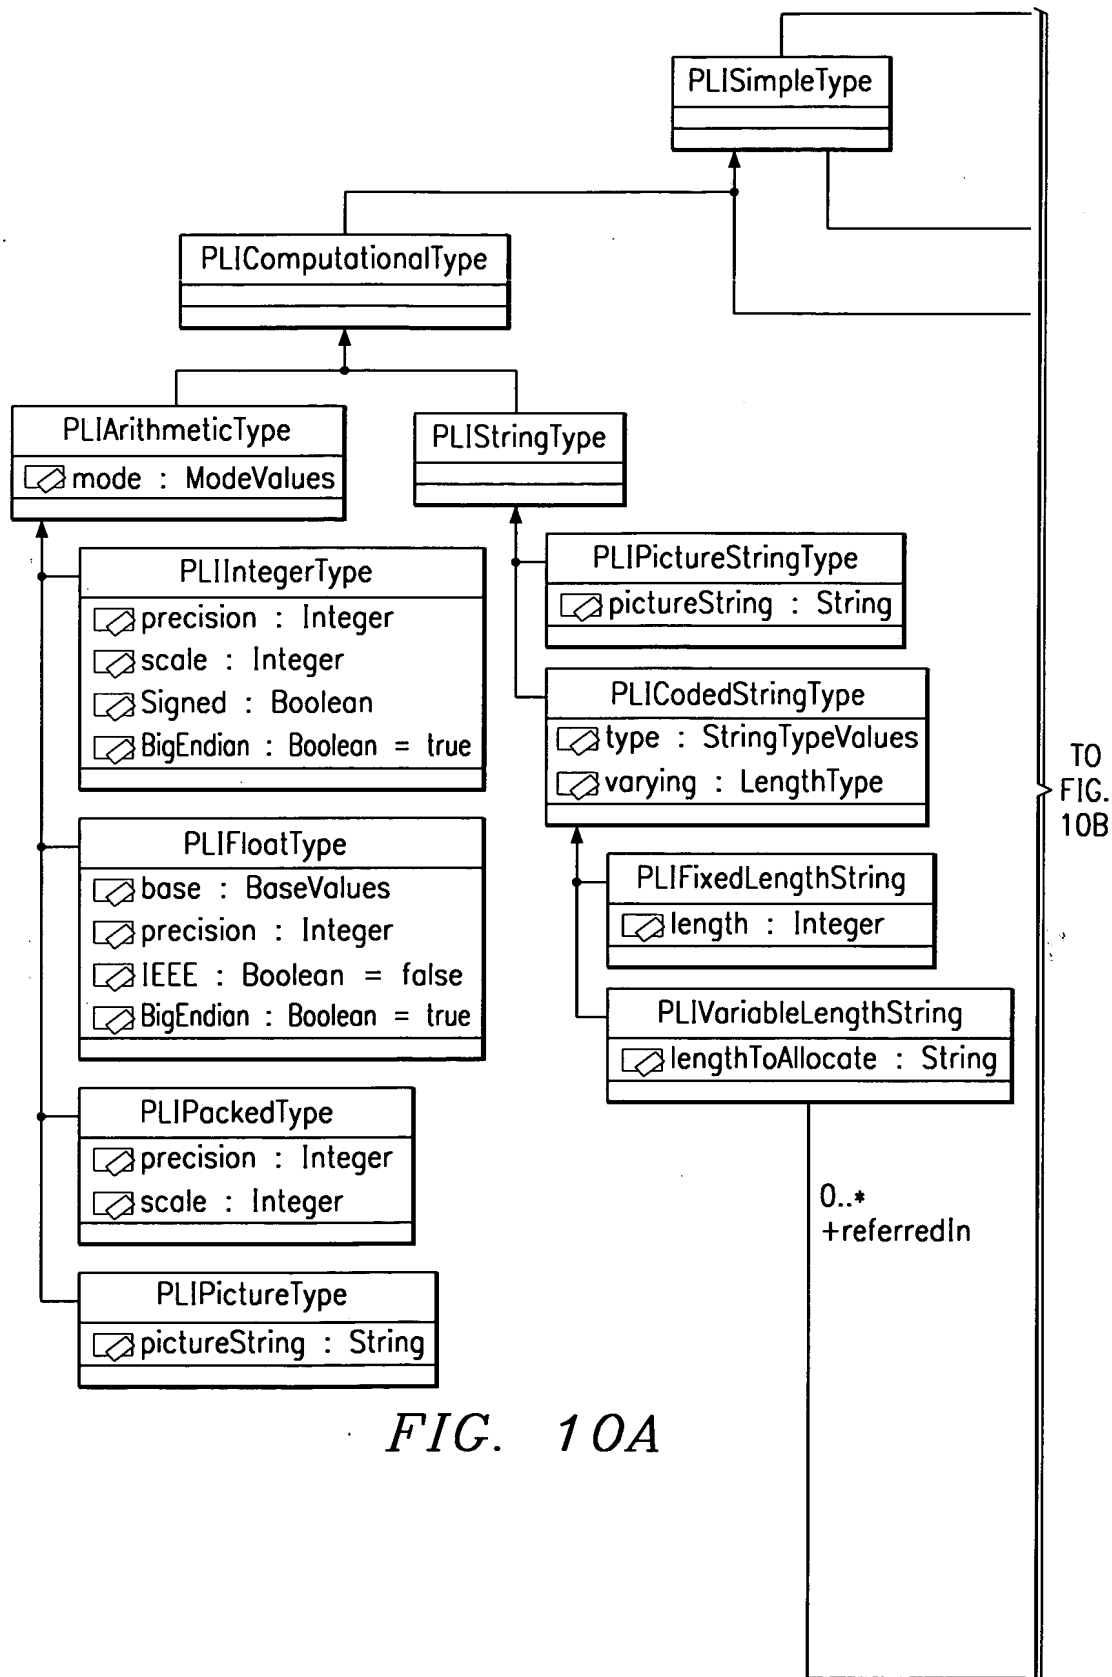 PLISimpleType
PLIComputationalType
PLIArithmeticType
mode : ModeValues
PLIStringType
PLIIntegerType
precision : Integer
scale : Integer
Signed : Boolean
BigEndian : Boolean = true
PLIPictureStringType
pictureString : String
PLICodedStringType
type : StringTypeValues
varying : LengthType
TO
FIG.
10B
PLIFloatType
base : BaseValues
precision : Integer
IEEE : Boolean = false
BigEndian : Boolean = true
PLIFixedLengthString
length : Integer
PLIVariableLengthString
lengthToAllocate : String
PLIPackedType
precision : Integer
scale : Integer
0..*
+referredIn
PLIPictureType
pictureString : String
FIG. 10A